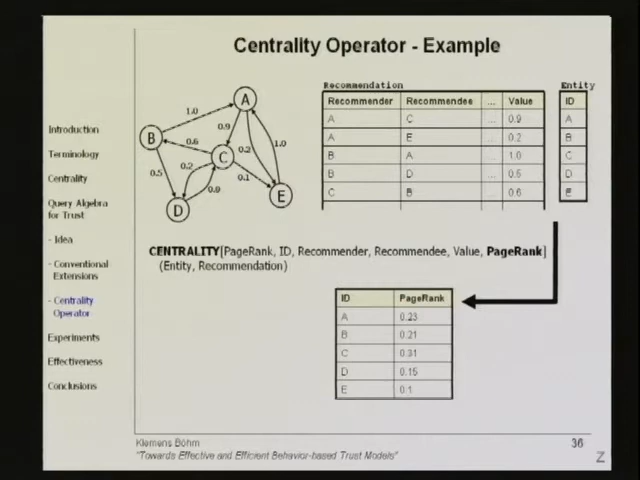 Centrality Operator - Example
Introduction
Terminology
Centrality
Query Algebra
for Trust
- Idea
- Conventional
Extensions
- Centrality
Operator
Experiments
Effectiveness
Conclusions
A
B
C
D
E
1.0
0.9
0.6
0.2
1.0
0.2
0.5
0.1
Recommendation
Recommender Recommendee ... Value
A C ... 0.9
A E ... 0.2
B A ... 1.0
B D ... 0.5
C B ... 0.6
Entity
ID
A
B
C
D
E
CENTRALITY[PageRank, ID, Recommender, Recommendee, Value, PageRank]
(Entity, Recommendation)
ID PageRank
A 0.23
B 0.21
C 0.31
D 0.15
E 0.1
Klemens Böhm
"Towards Effective and Efficient Behavior-based Trust Models"
36
Z